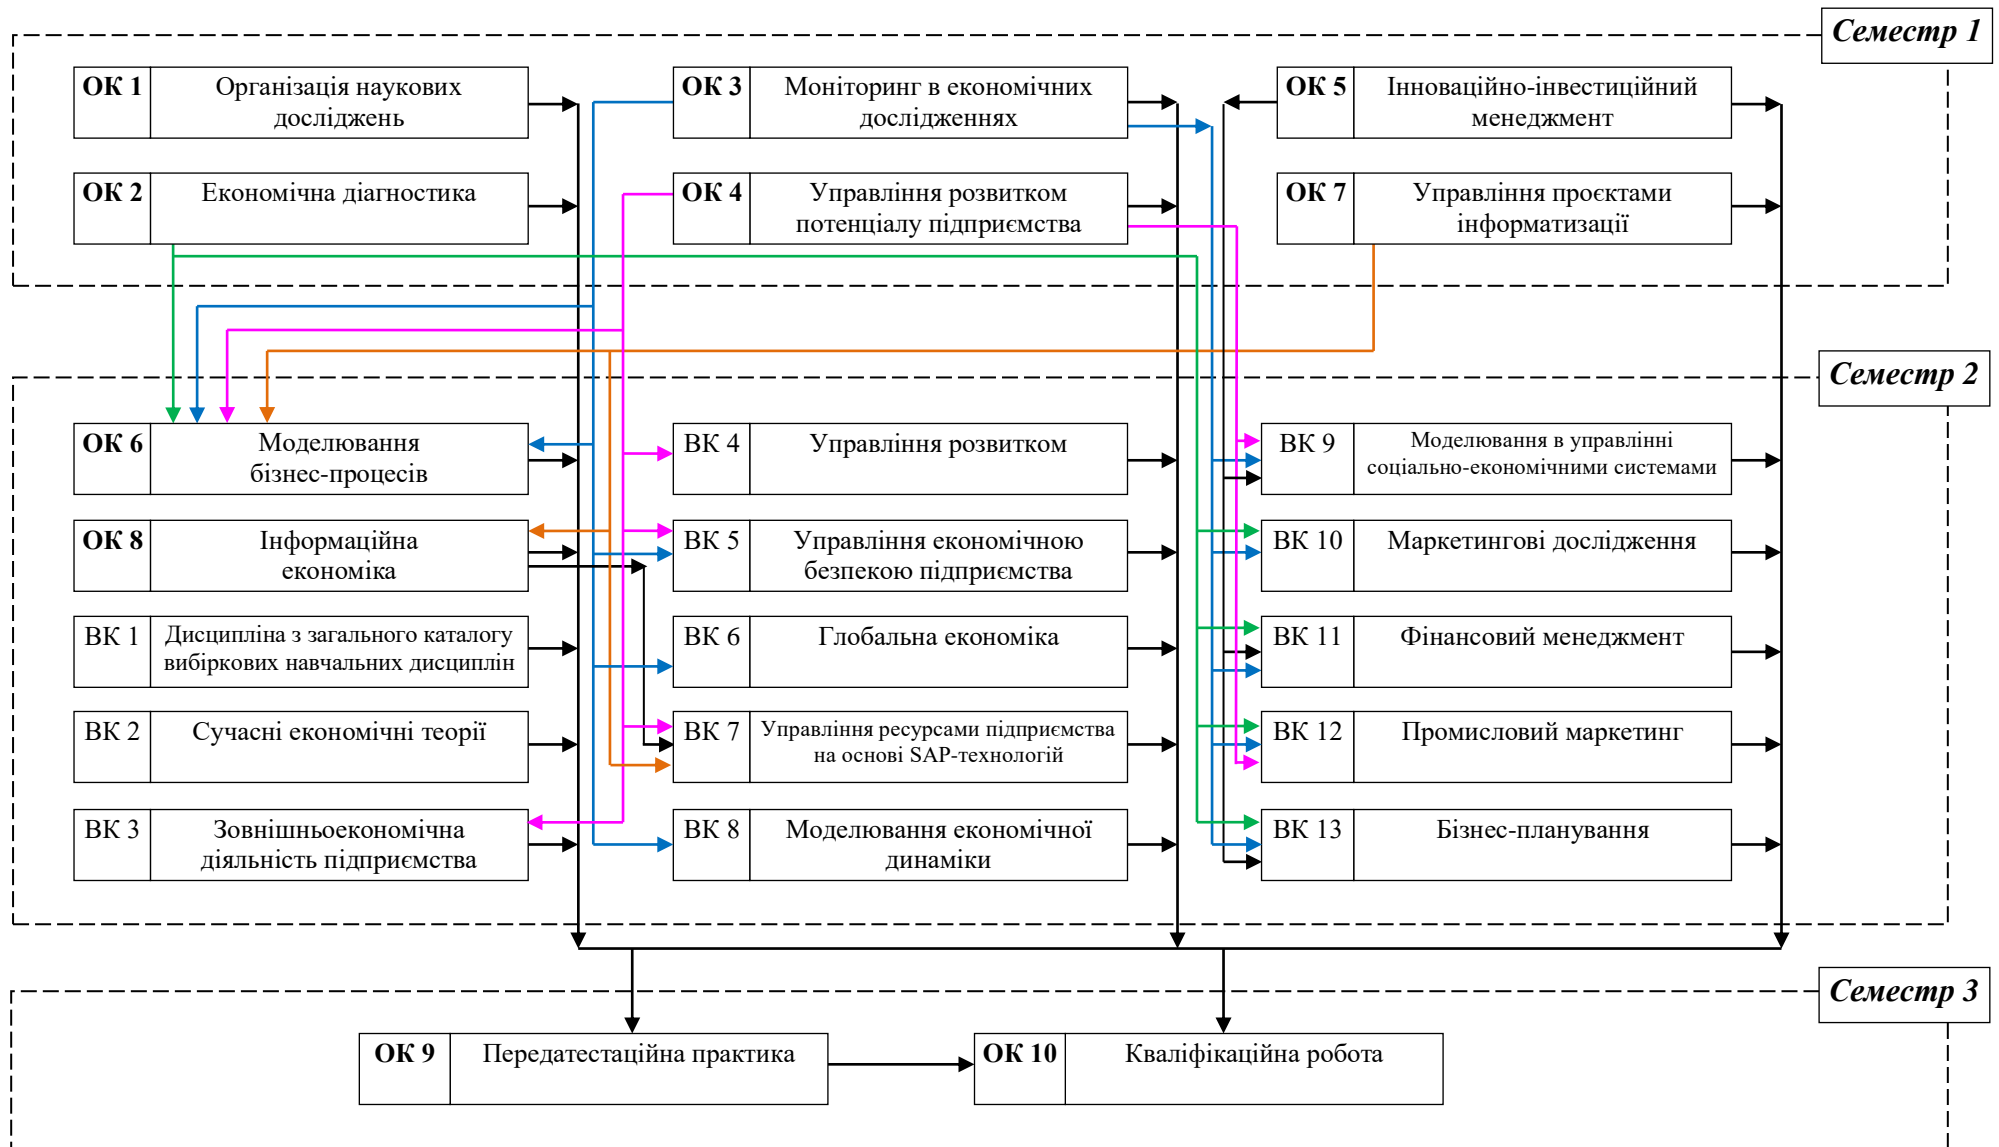 Семестр 1
ОК 1
Організація наукових
досліджень
ОК 3
Моніторинг в економічних
дослідженнях
ОК 5
Інноваційно-інвестиційний
менеджмент
ОК 2
Економічна діагностика
ОК 4
Управління розвитком
потенціалу підприємства
ОК 7
Управління проєктами
інформатизації
Семестр 2
ОК 6
Моделювання
бізнес-процесів
ВК 4
Управління розвитком
ВК 9
Моделювання в управлінні
соціально-економічними системами
ОК 8
Інформаційна
економіка
ВК 5
Управління економічною
безпекою підприємства
ВК 10
Маркетингові дослідження
ВК 1
Дисципліна з загального каталогу
вибіркових навчальних дисциплін
ВК 6
Глобальна економіка
ВК 11
Фінансовий менеджмент
ВК 2
Сучасні економічні теорії
ВК 7
Управління ресурсами підприємства
на основі SAP-технологій
ВК 12
Промисловий маркетинг
ВК 3
Зовнішньоекономічна
діяльність підприємства
ВК 8
Моделювання економічної
динаміки
ВК 13
Бізнес-планування
Семестр 3
ОК 9
Передатестаційна практика
ОК 10
Кваліфікаційна робота